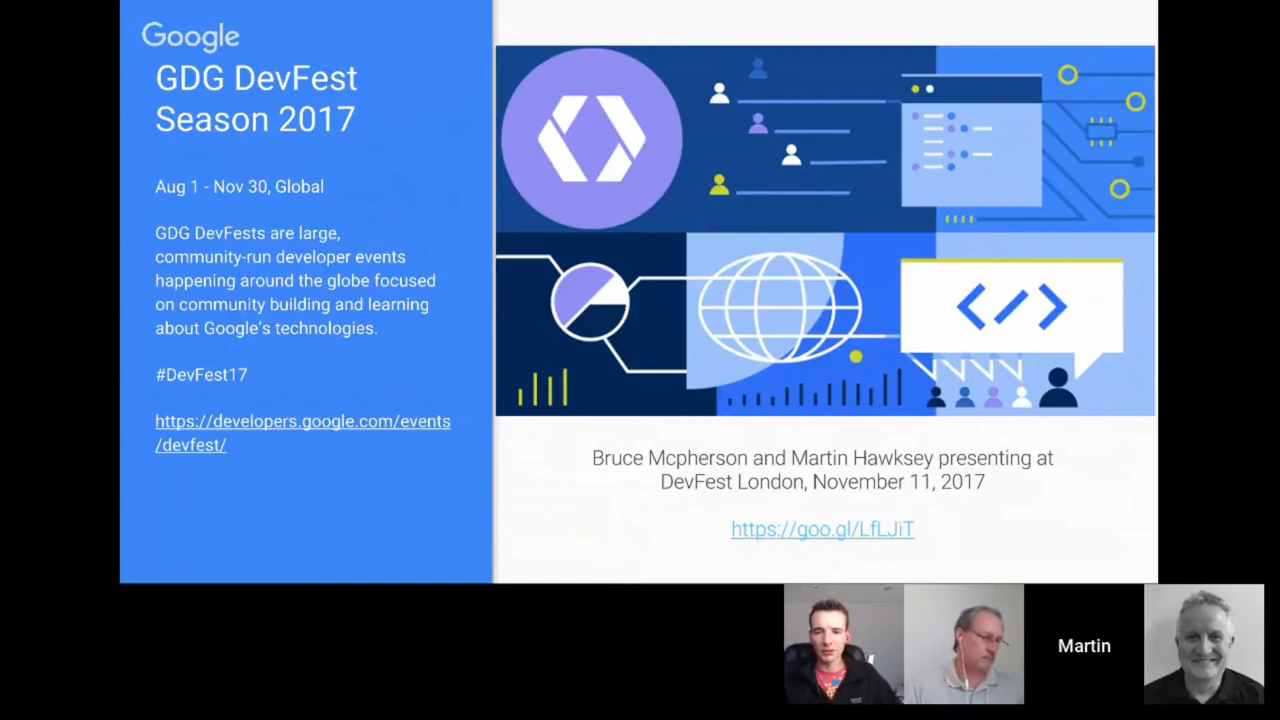 Google
GDG DevFest
Season 2017
Aug 1 - Nov 30, Global
GDG DevFests are large,
community-run developer events
happening around the globe focused
on community building and learning
about Google's technologies.
#DevFest17
https://developers.google.com/events
/devfest/
</>
Bruce Mcpherson and Martin Hawksey presenting at
DevFest London, November 11, 2017
https://goo.gl/LfLJiT
Martin